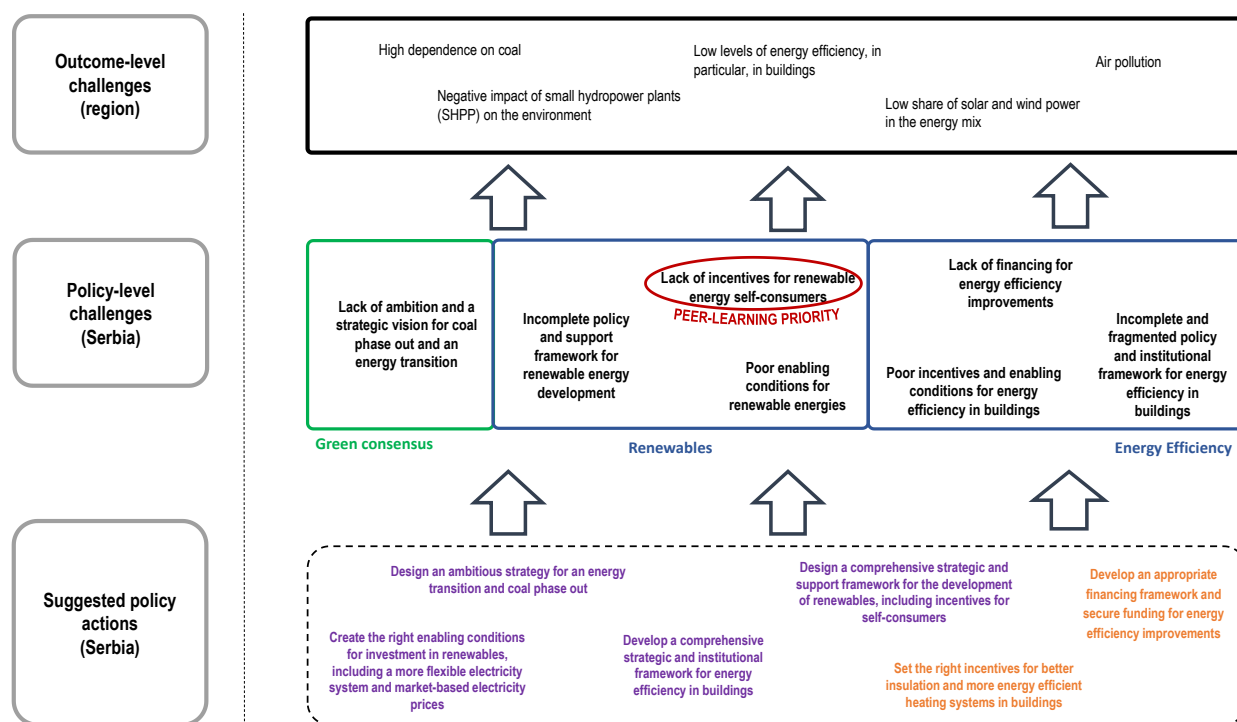 Outcome-level
challenges
(region)
High dependence on coal
Low levels of energy efficiency, in
particular, in buildings
Air pollution
Negative impact of small hydropower plants
(SHPP) on the environment
Low share of solar and wind power
in the energy mix
Policy-level
challenges
(Serbia)
Lack of ambition and a
strategic vision for coal
phase out and an
energy transition
Incomplete policy
and support
framework for
renewable energy
development
Lack of incentives for renewable
energy self-consumers
PEER-LEARNING PRIORITY
Poor enabling
conditions for
renewable energies
Lack of financing for
energy efficiency
improvements
Poor incentives and enabling
conditions for energy
efficiency in buildings
Incomplete and
fragmented policy
and institutional
framework for energy
efficiency in
buildings
Green consensus
Renewables
Energy Efficiency
Suggested policy
actions
(Serbia)
Design an ambitious strategy for an energy
transition and coal phase out
Design a comprehensive strategic and
support framework for the development
of renewables, including incentives for
self-consumers
Develop an appropriate
financing framework and
secure funding for energy
efficiency improvements
Create the right enabling conditions
for investment in renewables,
including a more flexible electricity
system and market-based electricity
prices
Develop a comprehensive
strategic and institutional
framework for energy
efficiency in buildings
Set the right incentives for better
insulation and more energy efficient
heating systems in buildings